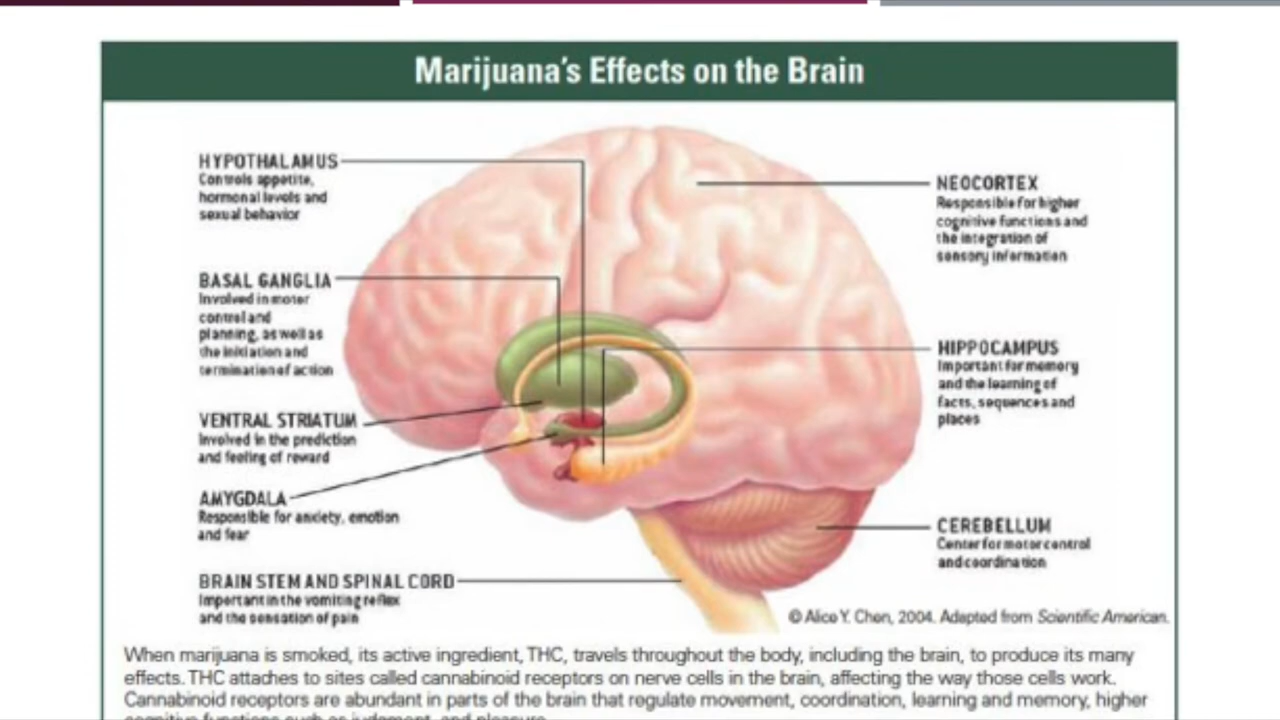 Marijuana's Effects on the Brain
HYPOTHALAMUS
Controls appetite,
hormonal levels and
sexual behavior
BASAL GANGLIA
Involved in motor
control and
planning, as well as
the initiation and
termination of action
VENTRAL STRIATUM
Involved in the prediction
and feeling of reward
AMYGDALA
Responsible for anxiety, emotion
and fear
BRAIN STEM AND SPINAL CORD
Important in the vomiting reflex
and the sensation of pain
NEOCORTEX
Responsible for higher
cognitive functions and
the integration of
sensory information
HIPPOCAMPUS
Important for memory
and the learning of
facts, sequences and
places
CEREBELLUM
Center for motor control
and coordination
© Alice Y. Chen, 2004. Adapted from Scientific American.
When marijuana is smoked, its active ingredient, THC, travels throughout the body, including the brain, to produce its many
effects. THC attaches to sites called cannabinoid receptors on nerve cells in the brain, affecting the way those cells work.
Cannabinoid receptors are abundant in parts of the brain that regulate movement, coordination, learning and memory, higher
cognitive functions such as judgment, and pleasure.